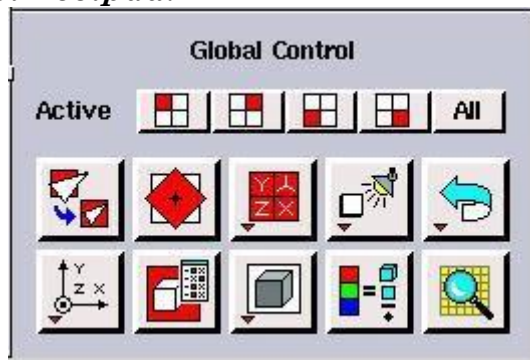 Global Control
Active All
Y
Z X
Y
Z X
=